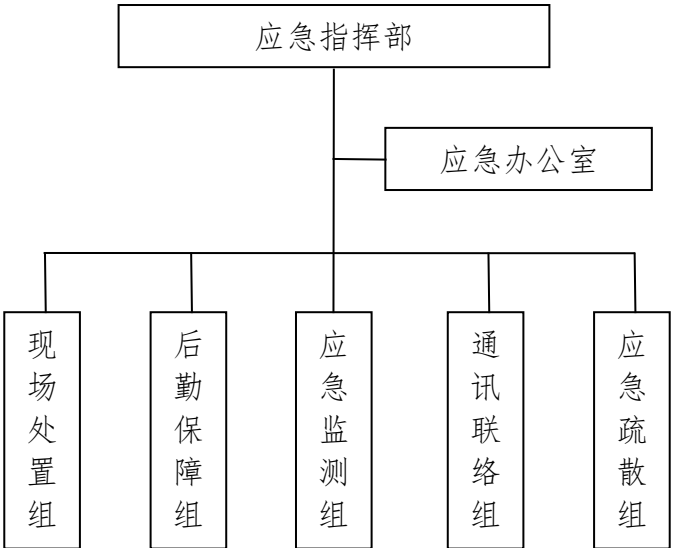 应急指挥部
应急办公室
现场处置组
后勤保障组
应急监测组
通讯联络组
应急疏散组